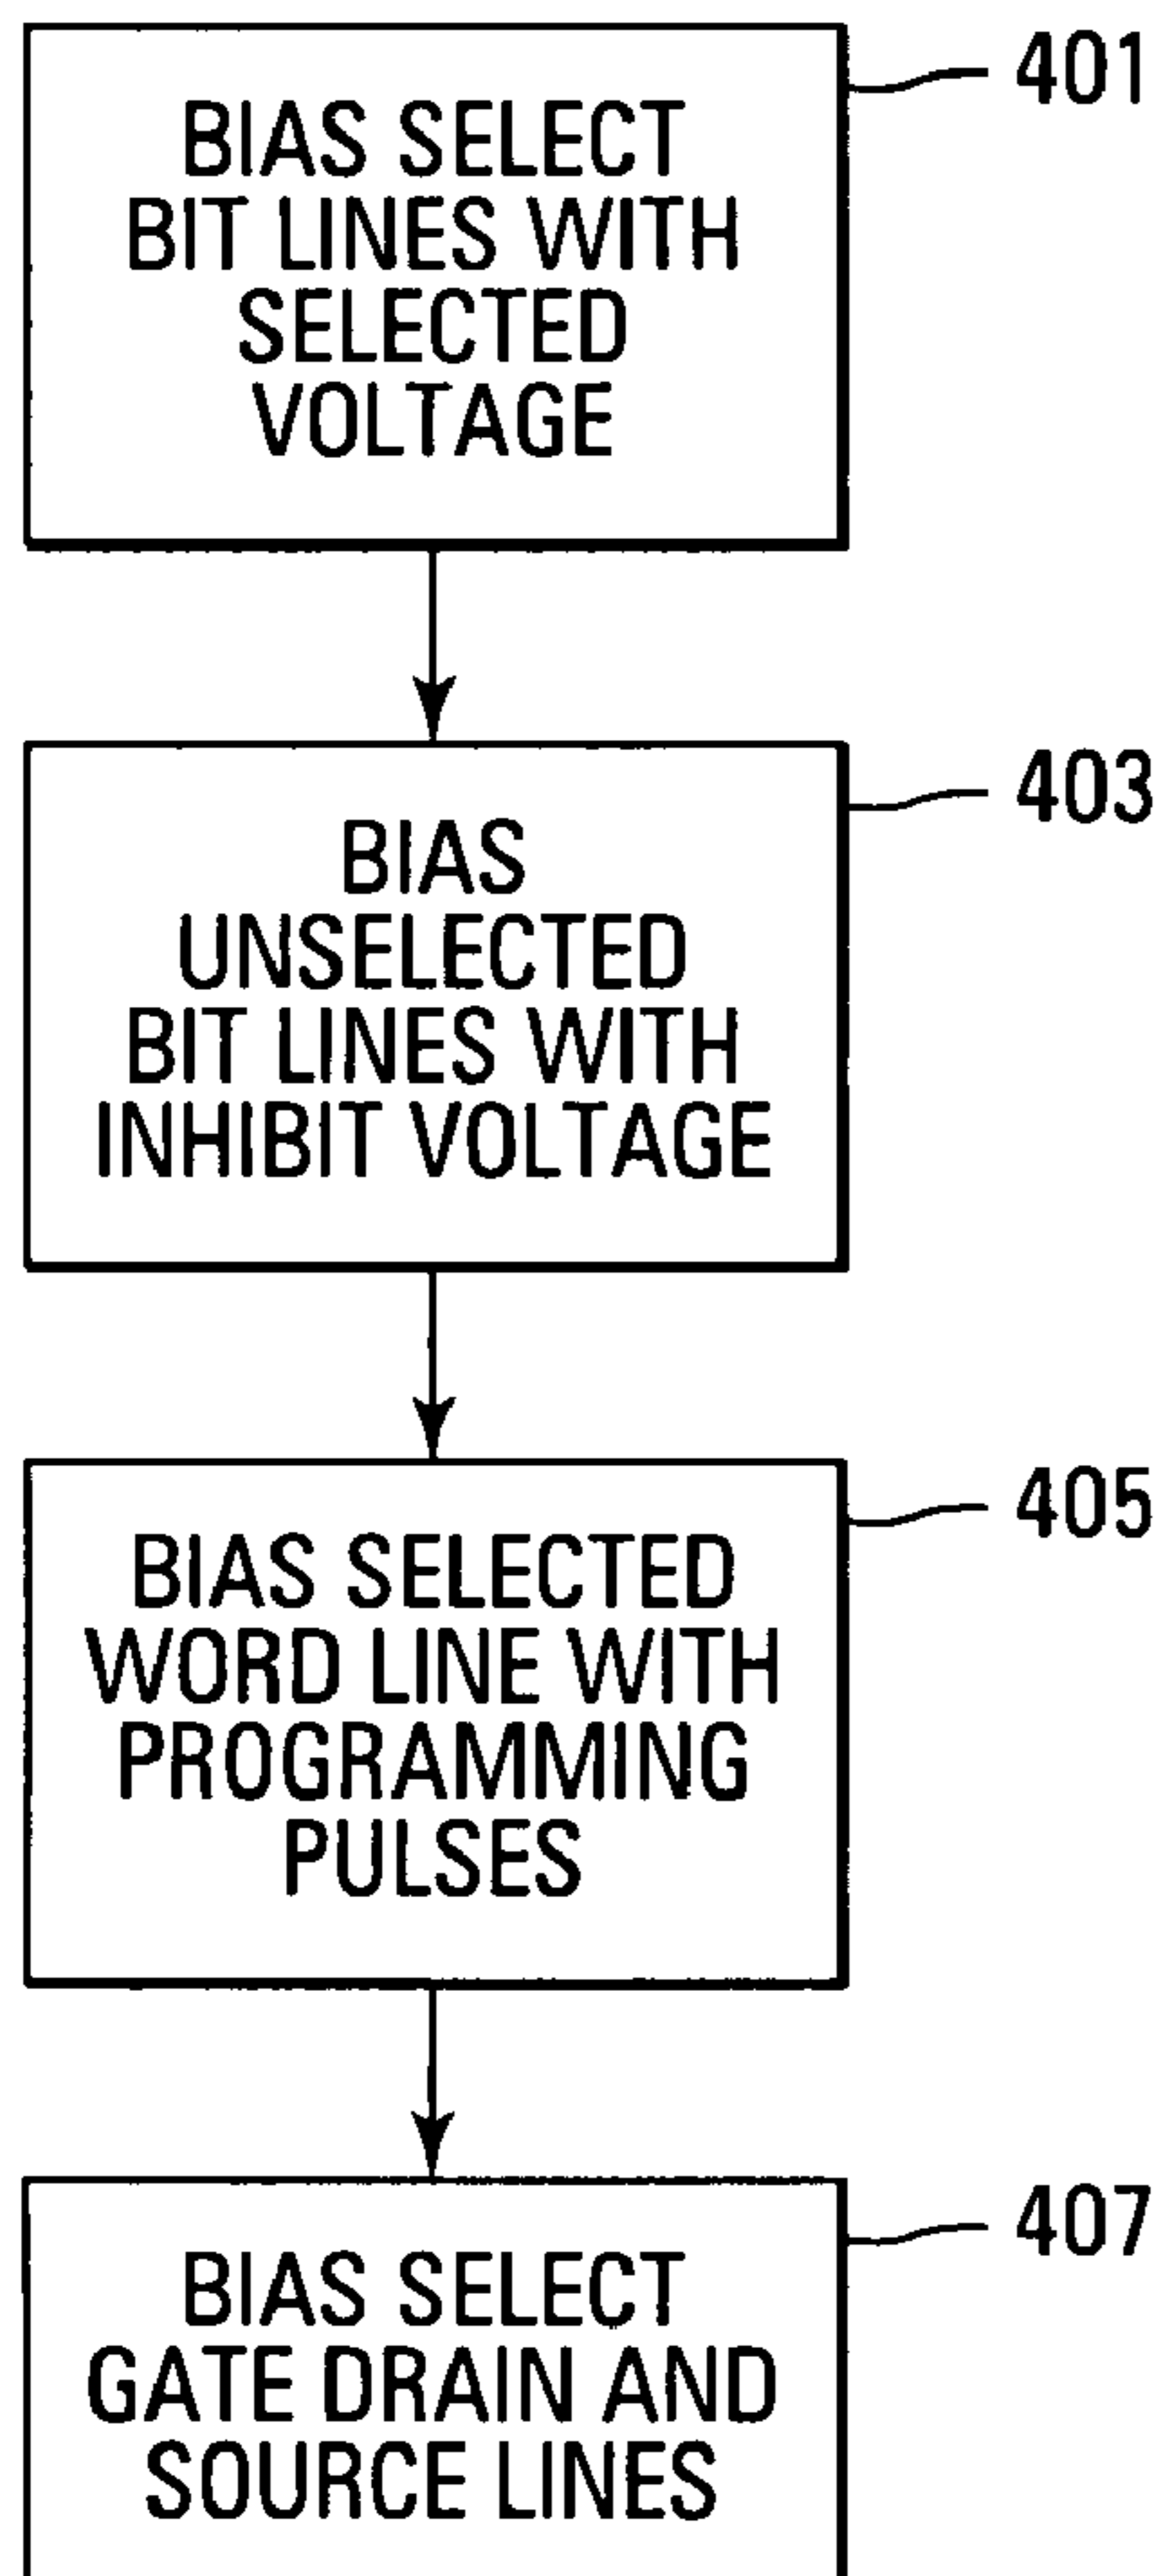 BIAS SELECT
BIT LINES WITH
SELECTED
VOLTAGE
401
BIAS
UNSELECTED
BIT LINES WITH
INHIBIT VOLTAGE
403
BIAS SELECTED
WORD LINE WITH
PROGRAMMING
PULSES
405
BIAS SELECT
GATE DRAIN AND
SOURCE LINES
407